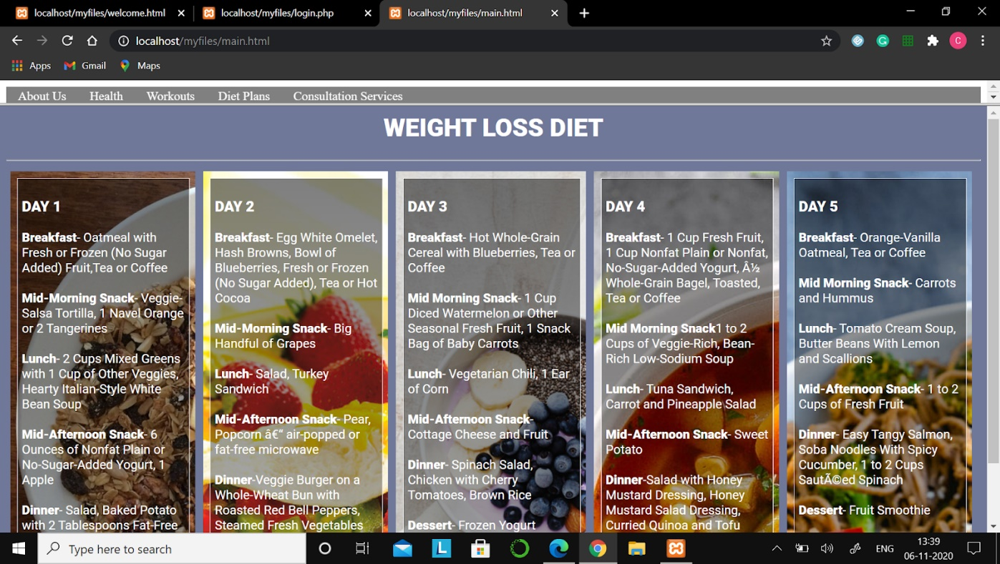 localhost/myfiles/welcome.html
localhost/myfiles/login.php
localhost/myfiles/main.html
localhost/myfiles/main.html
C
Apps
Gmail
Maps
About Us
Health
Workouts
Diet Plans
Consultation Services
WEIGHT LOSS DIET
DAY 1
Breakfast- Oatmeal with
Fresh or Frozen (No Sugar
Added) Fruit,Tea or Coffee
Mid-Morning Snack- Veggie-
Salsa Tortilla, 1 Navel Orange
or 2 Tangerines
Lunch- 2 Cups Mixed Greens
with 1 Cup of Other Veggies,
Hearty Italian-Style White
Bean Soup
Mid-Afternoon Snack- 6
Ounces of Nonfat Plain or
No-Sugar-Added Yogurt, 1
Apple
Dinner- Salad, Baked Potato
with 2 Tablespoons Fat-Free
DAY 2
Breakfast- Egg White Omelet,
Hash Browns, Bowl of
Blueberries, Fresh or Frozen
(No Sugar Added), Tea or Hot
Cocoa
Mid-Morning Snack- Big
Handful of Grapes
Lunch- Salad, Turkey
Sandwich
Mid-Afternoon Snack- Pear,
Popcorn â€“ air-popped or
fat-free microwave
Dinner-Veggie Burger on a
Whole-Wheat Bun with
Roasted Red Bell Peppers,
Steamed Fresh Vegetables
DAY 3
Breakfast- Hot Whole-Grain
Cereal with Blueberries, Tea or
Coffee
Mid Morning Snack- 1 Cup
Diced Watermelon or Other
Seasonal Fresh Fruit, 1 Snack
Bag of Baby Carrots
Lunch- Vegetarian Chili, 1 Ear
of Corn
Mid-Afternoon Snack-
Cottage Cheese and Fruit
Dinner- Spinach Salad,
Chicken with Cherry
Tomatoes, Brown Rice
Dessert- Frozen Yogurt
DAY 4
Breakfast- 1 Cup Fresh Fruit,
1 Cup Nonfat Plain or Nonfat,
No-Sugar-Added Yogurt, Â½
Whole-Grain Bagel, Toasted,
Tea or Coffee
Mid Morning Snack1 to 2
Cups of Veggie-Rich, Bean-
Rich Low-Sodium Soup
Lunch- Tuna Sandwich,
Carrot and Pineapple Salad
Mid-Afternoon Snack- Sweet
Potato
Dinner-Salad with Honey
Mustard Dressing, Honey
Mustard Salad Dressing,
Curried Quinoa and Tofu
DAY 5
Breakfast- Orange-Vanilla
Oatmeal, Tea or Coffee
Mid Morning Snack- Carrots
and Hummus
Lunch- Tomato Cream Soup,
Butter Beans With Lemon
and Scallions
Mid-Afternoon Snack- 1 to 2
Cups of Fresh Fruit
Dinner- Easy Tangy Salmon,
Soba Noodles With Spicy
Cucumber, 1 to 2 Cups
SautÃ©ed Spinach
Dessert- Fruit Smoothie
Type here to search
L
ENG
13:39
06-11-2020